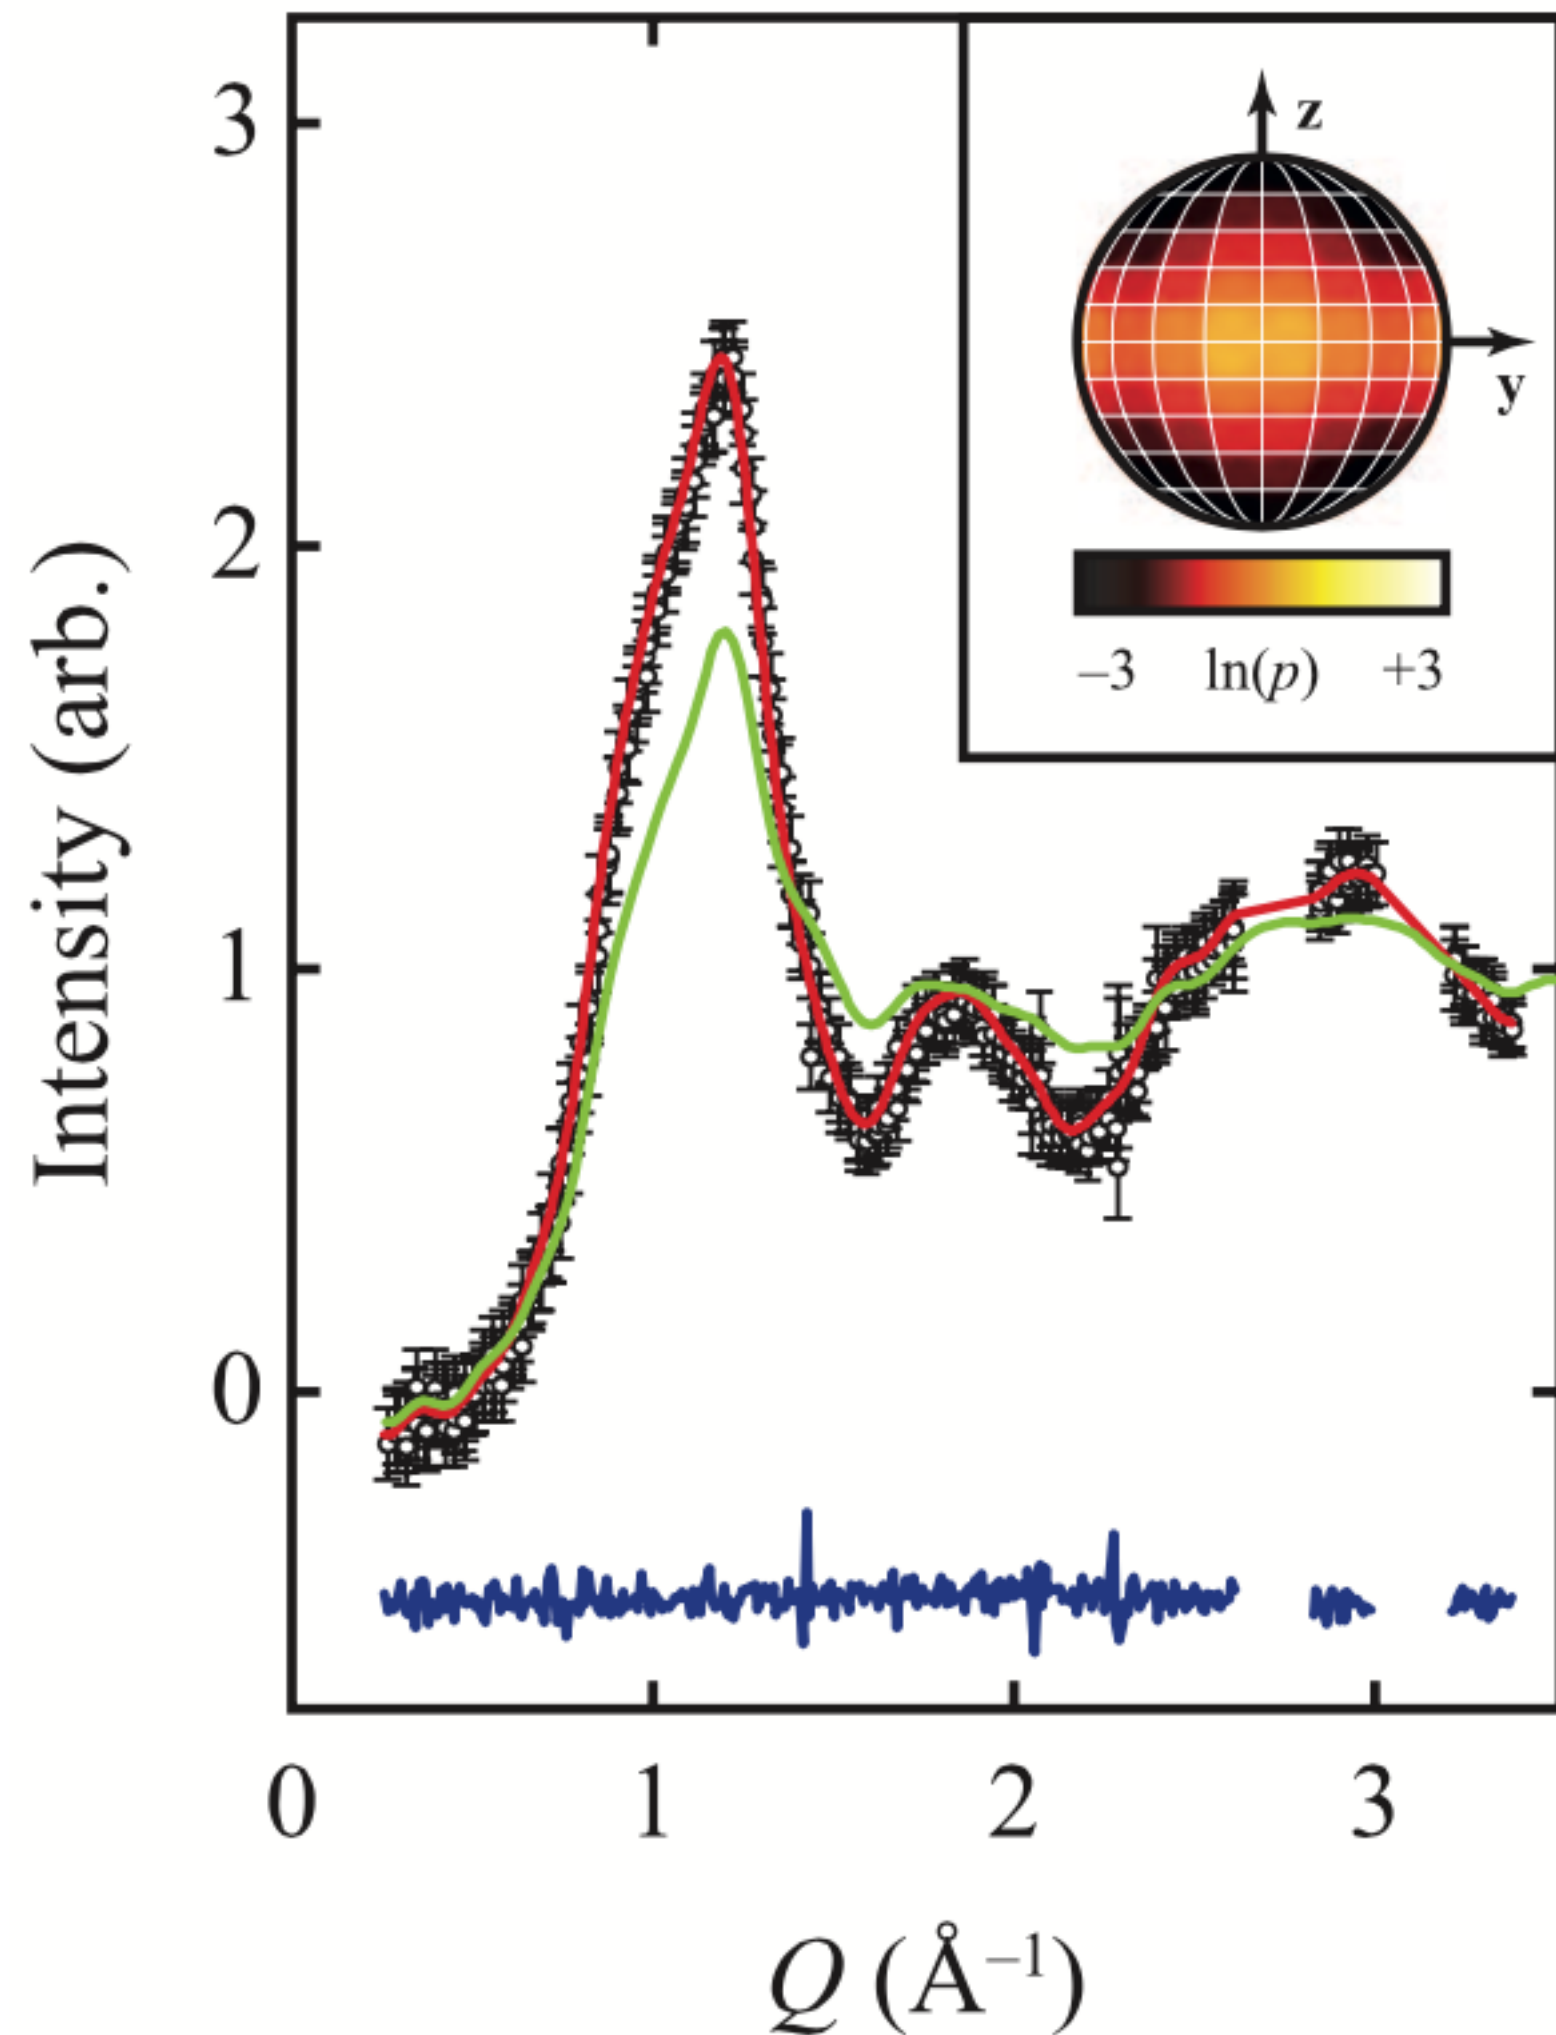 3
2
1
0
Intensity (arb.)
z
y
–3 ln(p) +3
0 1 2 3
Q (Å⁻¹)